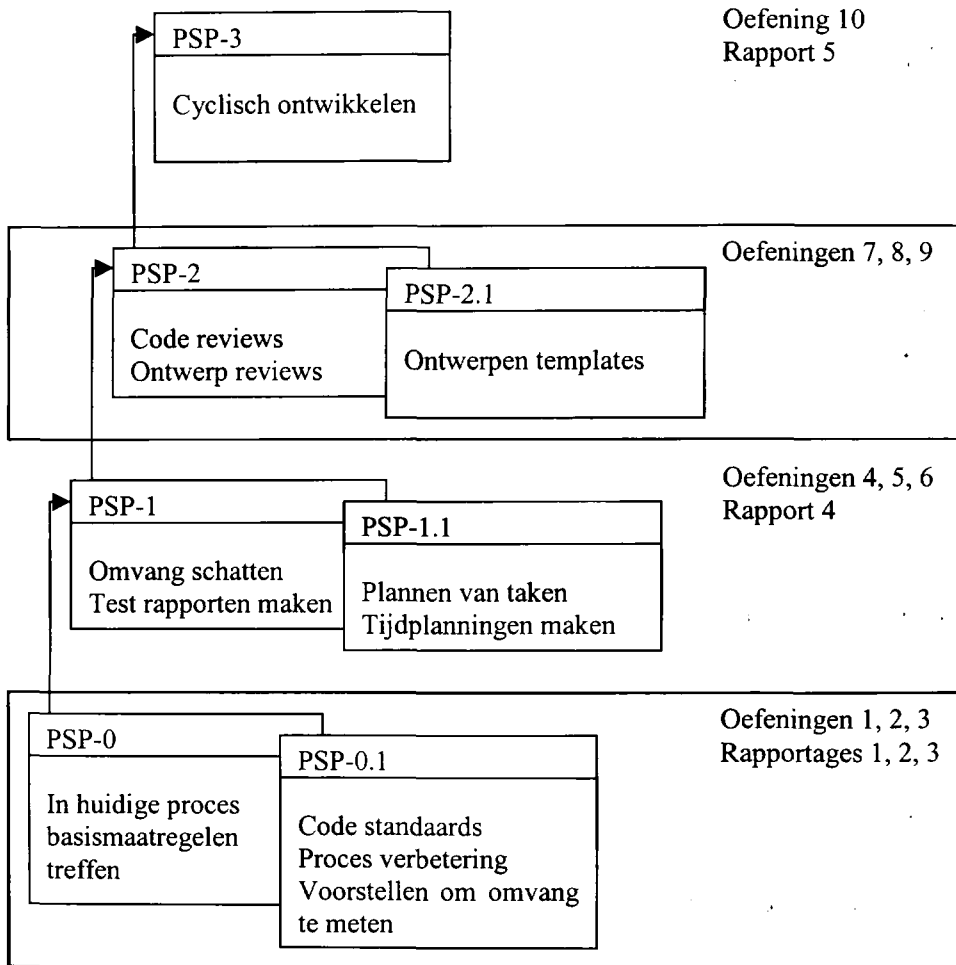 PSP-3
Cyclisch ontwikkelen
Oefening 10
Rapport 5
PSP-2
Code reviews
Ontwerp reviews
PSP-2.1
Ontwerpen templates
Oefeningen 7, 8, 9
PSP-1
Omvang schatten
Test rapporten maken
PSP-1.1
Plannen van taken
Tijdplanningen maken
Oefeningen 4, 5, 6
Rapport 4
PSP-0
In huidige proces
basismaatregelen
treffen
PSP-0.1
Code standaards
Proces verbetering
Voorstellen om omvang
te meten
Oefeningen 1, 2, 3
Rapportages 1, 2, 3